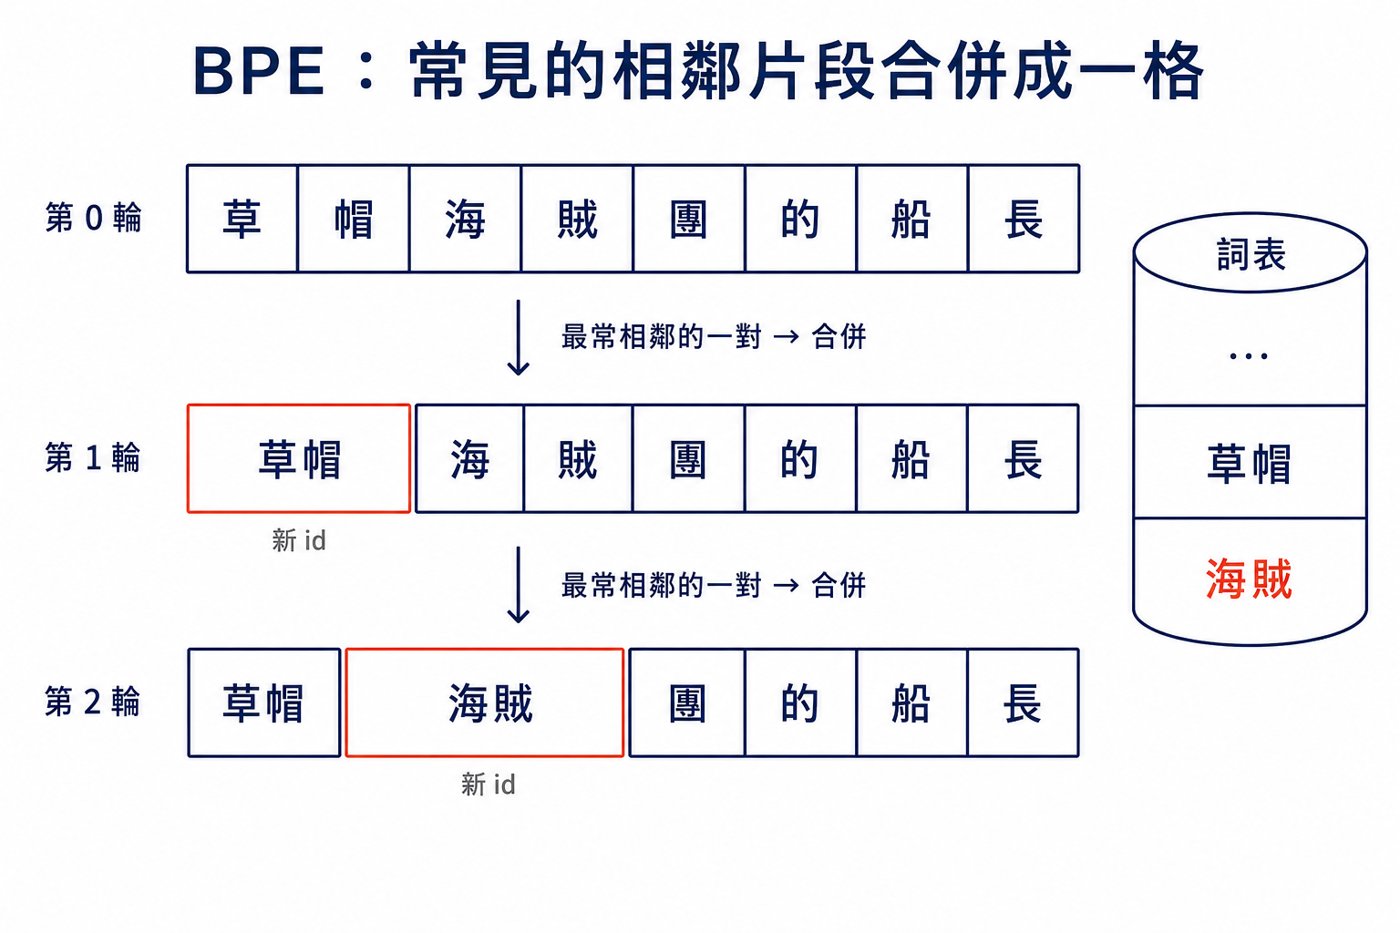 BPE：常見的相鄰片段合併成一格
第 0 輪 草 帽 海 賊 團 的 船 長
最常相鄰的一對 → 合併
第 1 輪 草帽 海 賊 團 的 船 長
新 id
最常相鄰的一對 → 合併
第 2 輪 草帽 海賊 團 的 船 長
新 id
詞表
...
草帽
海賊